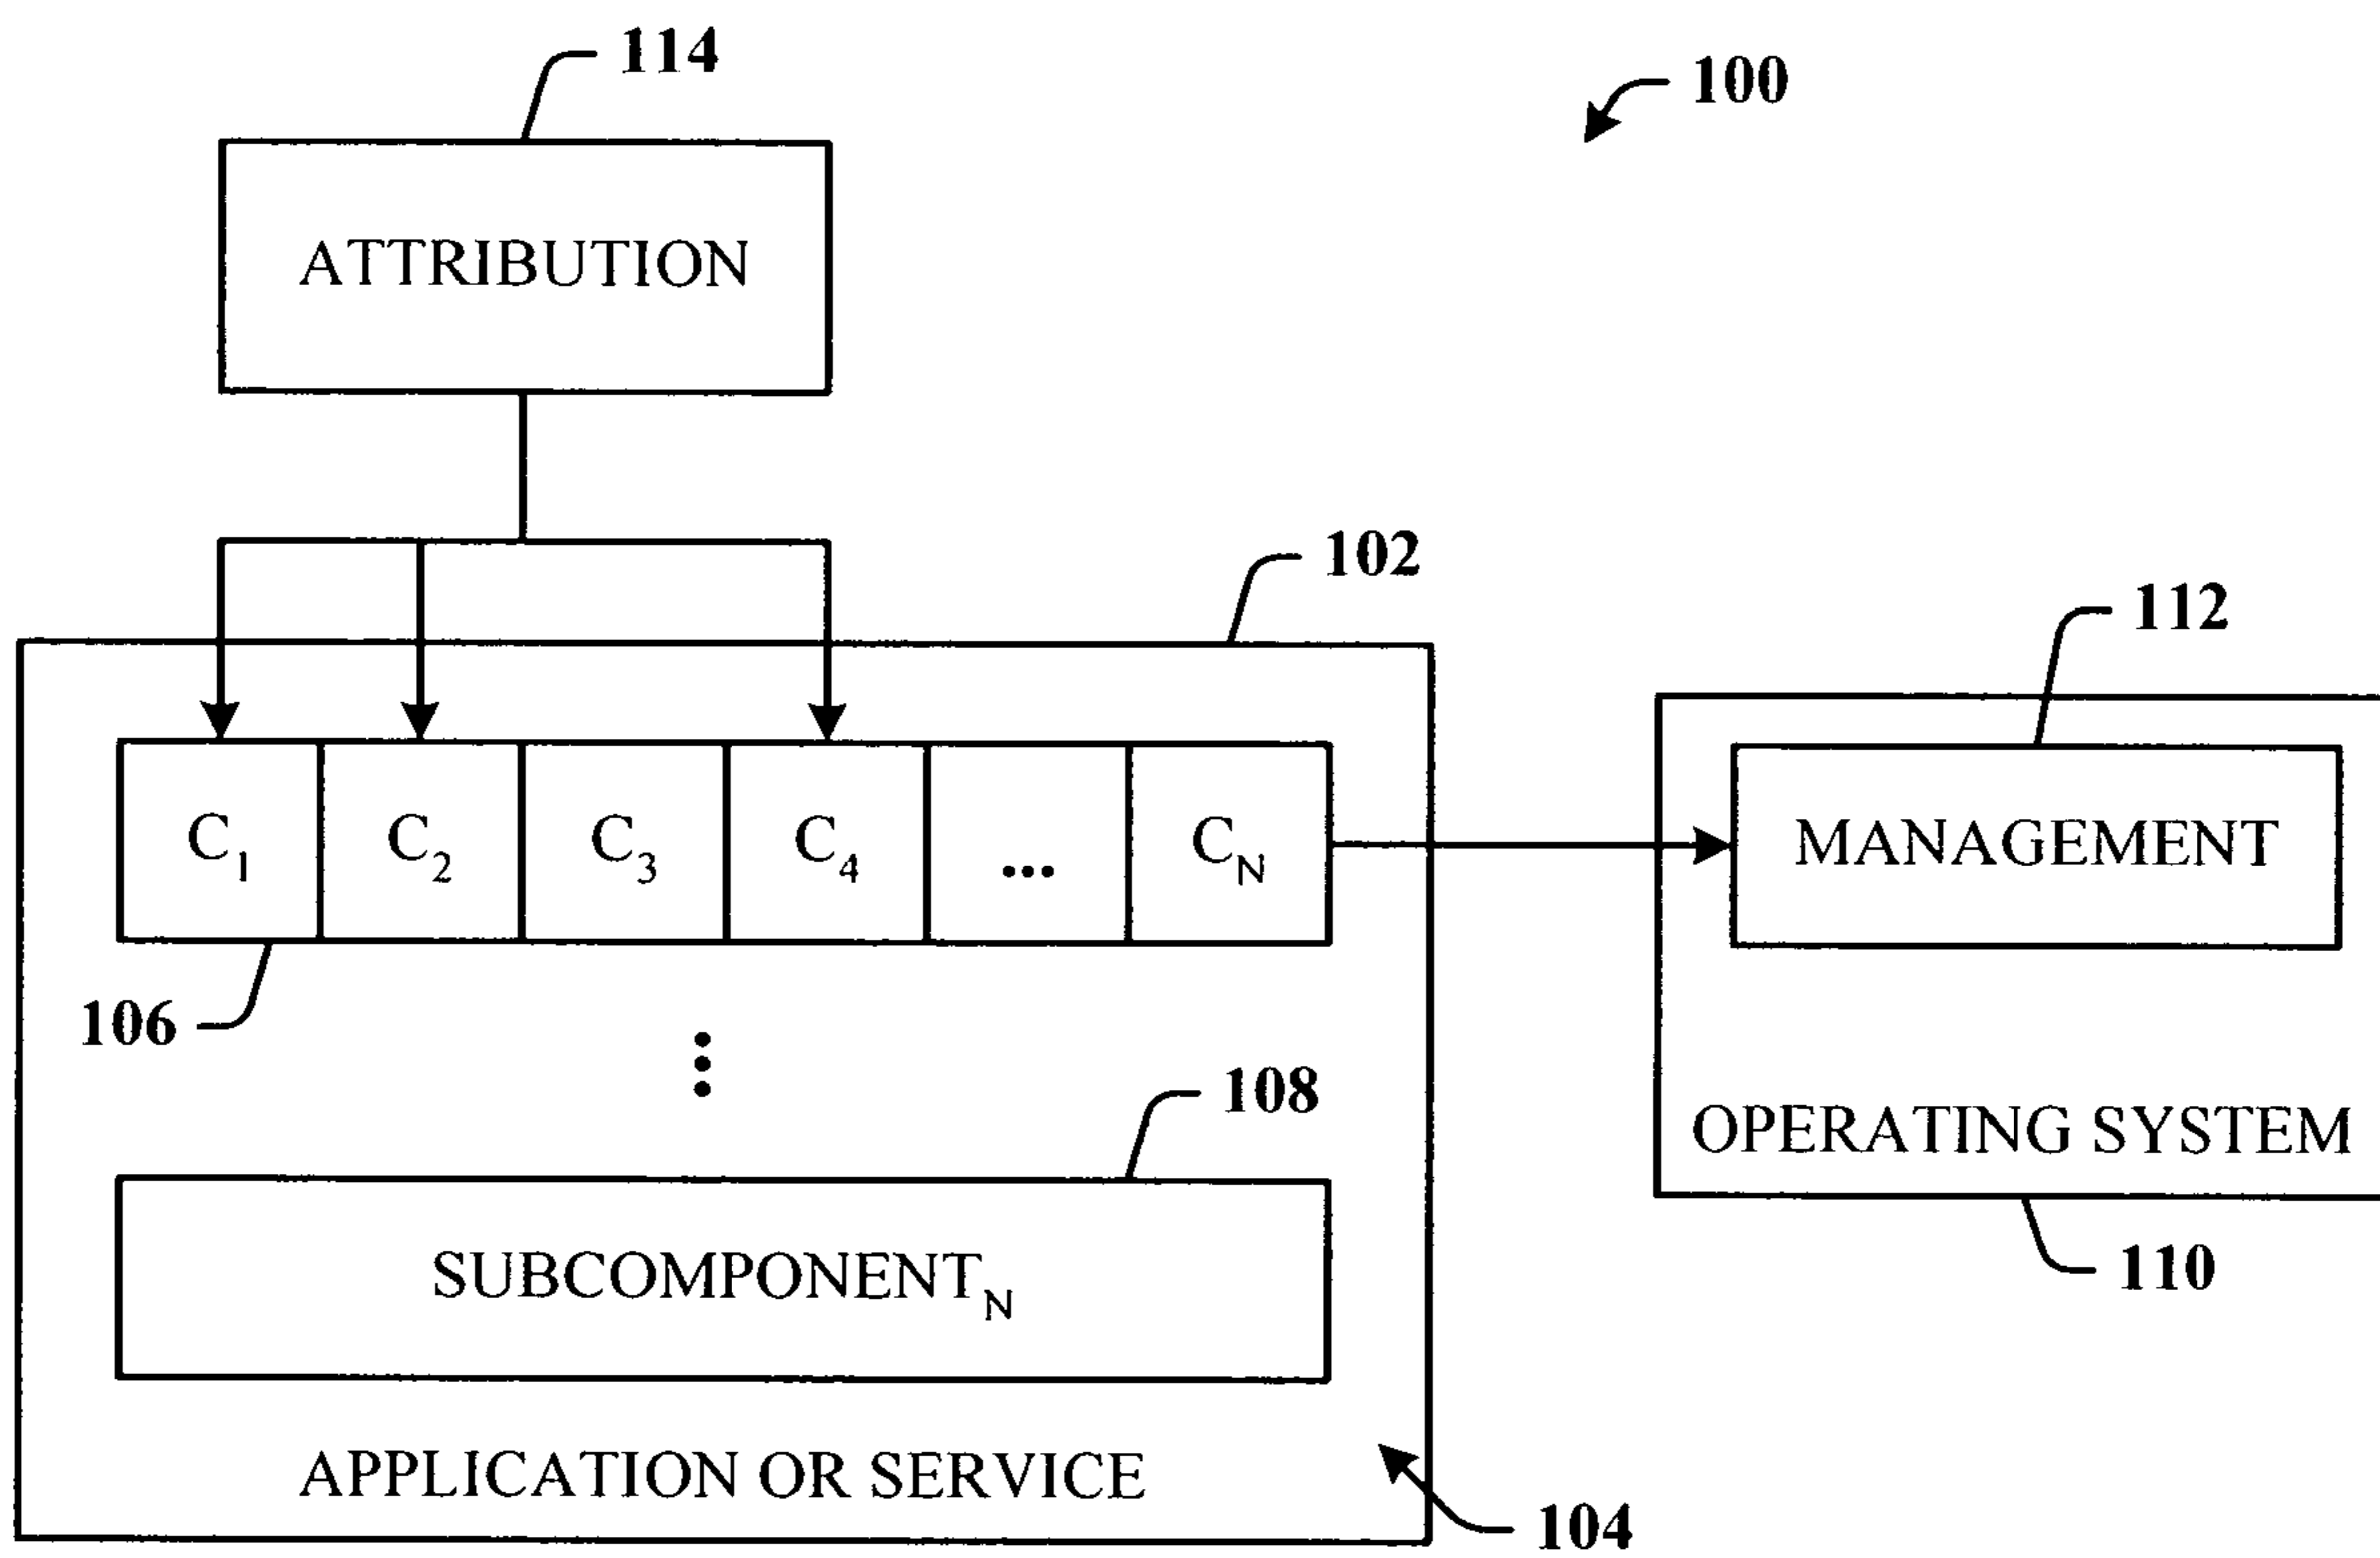 114
100
ATTRIBUTION
102
112
C1 C2 C3 C4 ... CN
MANAGEMENT
106
108
OPERATING SYSTEM
SUBCOMPONENTN
110
APPLICATION OR SERVICE
104